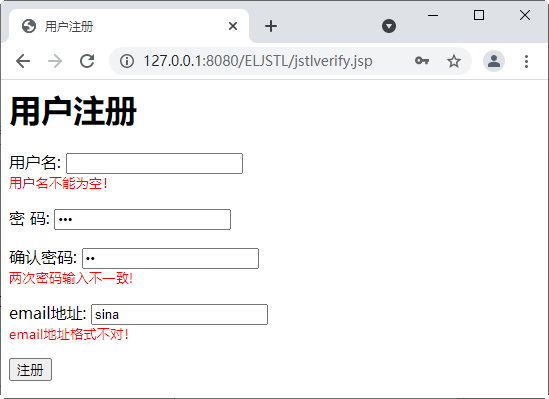 用户注册
127.0.0.1:8080/ELJSTL/jstlverify.jsp
用户注册
用户名:
用户名不能为空!
密 码: •••
确认密码: ••
两次密码输入不一致!
email地址: sina
email地址格式不对!
注册